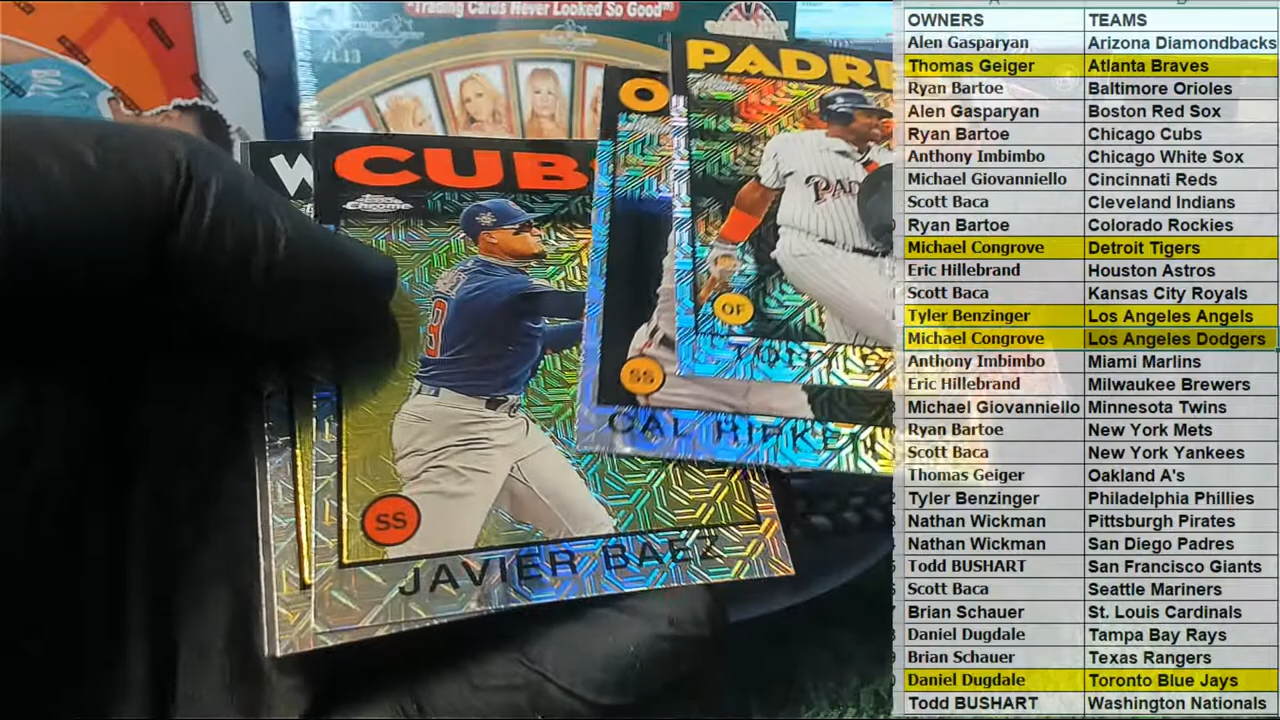 "Trading Cards Never Looked So Good"
2013
W
CUB
Topps
Chrome
9
SS
JAVIER BAEZ
O
SS
CAL RIPKEN
PADR
PAD
OF
TONY G
OWNERS TEAMS
Alen Gasparyan Arizona Diamondbacks
Thomas Geiger Atlanta Braves
Ryan Bartoe Baltimore Orioles
Alen Gasparyan Boston Red Sox
Ryan Bartoe Chicago Cubs
Anthony Imbimbo Chicago White Sox
Michael Giovanniello Cincinnati Reds
Scott Baca Cleveland Indians
Ryan Bartoe Colorado Rockies
Michael Congrove Detroit Tigers
Eric Hillebrand Houston Astros
Scott Baca Kansas City Royals
Tyler Benzinger Los Angeles Angels
Michael Congrove Los Angeles Dodgers
Anthony Imbimbo Miami Marlins
Eric Hillebrand Milwaukee Brewers
Michael Giovanniello Minnesota Twins
Ryan Bartoe New York Mets
Scott Baca New York Yankees
Thomas Geiger Oakland A's
Tyler Benzinger Philadelphia Phillies
Nathan Wickman Pittsburgh Pirates
Nathan Wickman San Diego Padres
Todd BUSHART San Francisco Giants
Scott Baca Seattle Mariners
Brian Schauer St. Louis Cardinals
Daniel Dugdale Tampa Bay Rays
Brian Schauer Texas Rangers
Daniel Dugdale Toronto Blue Jays
Todd BUSHART Washington Nationals